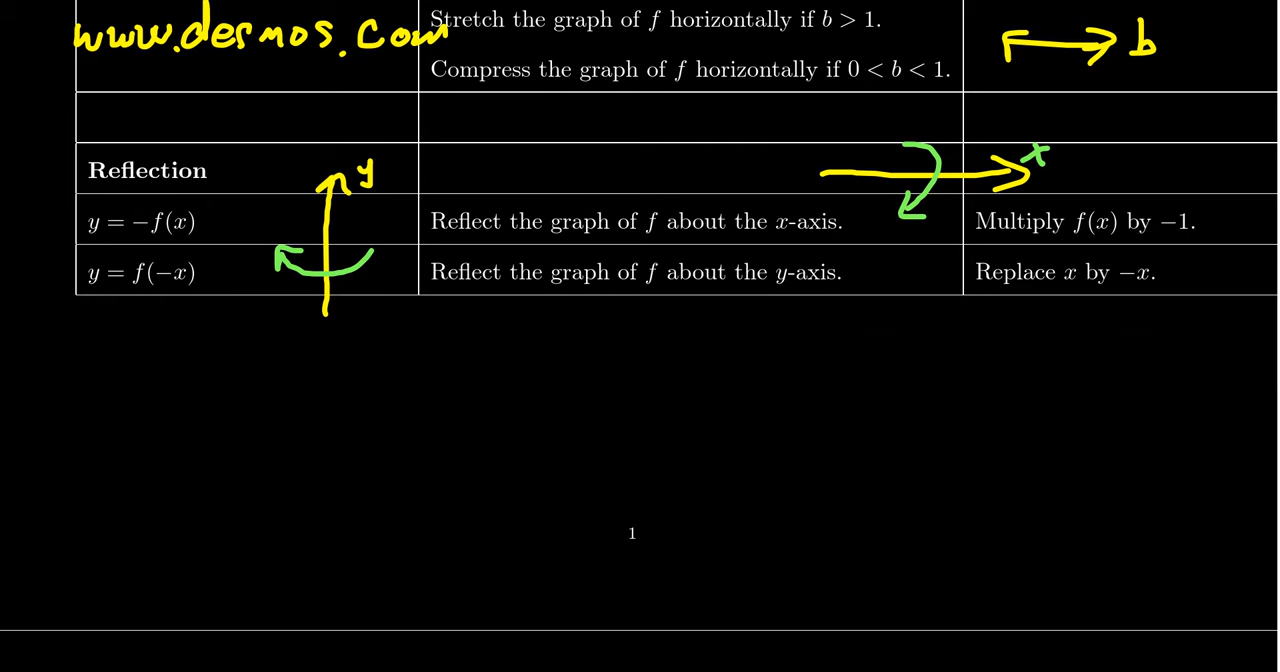 Stretch the graph of f horizontally if b > 1.
www.desmos.com
b
Compress the graph of f horizontally if 0 < b < 1.
Reflection
y
x
y = −f(x)
Reflect the graph of f about the x-axis.
Multiply f(x) by −1.
y = f(−x)
Reflect the graph of f about the y-axis.
Replace x by −x.
1